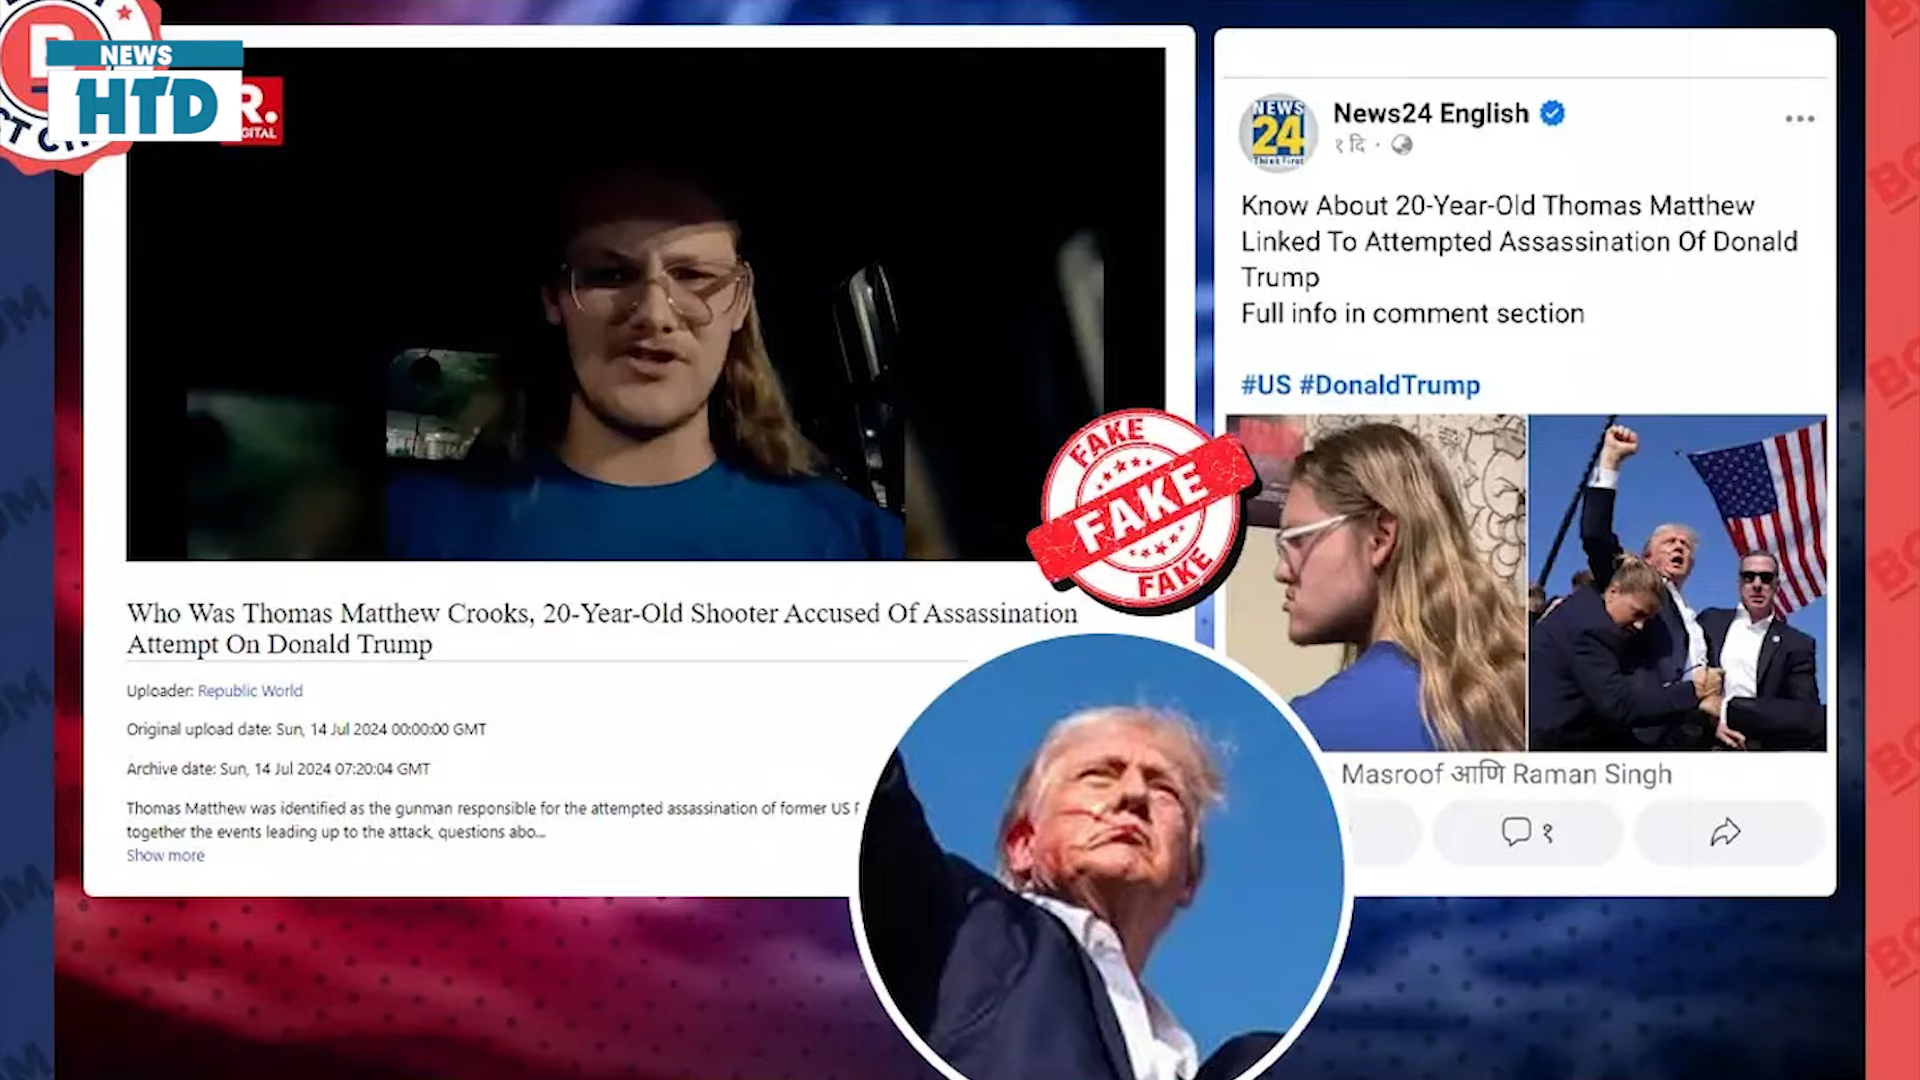 NEWS
HTD
R.
News24 English
१ दि
NEWS
24
Think First
Know About 20-Year-Old Thomas Matthew
Linked To Attempted Assassination Of Donald
Trump
Full info in comment section
#US #DonaldTrump
FAKE
FAKE
FAKE
Who Was Thomas Matthew Crooks, 20-Year-Old Shooter Accused Of Assassination
Attempt On Donald Trump
Uploader: Republic World
Original upload date: Sun, 14 Jul 2024 00:00:00 GMT
Archive date: Sun, 14 Jul 2024 07:20:04 GMT
Thomas Matthew was identified as the gunman responsible for the attempted assassination of former US
together the events leading up to the attack, questions abo...
Show more
Masroof आणि Raman Singh
१